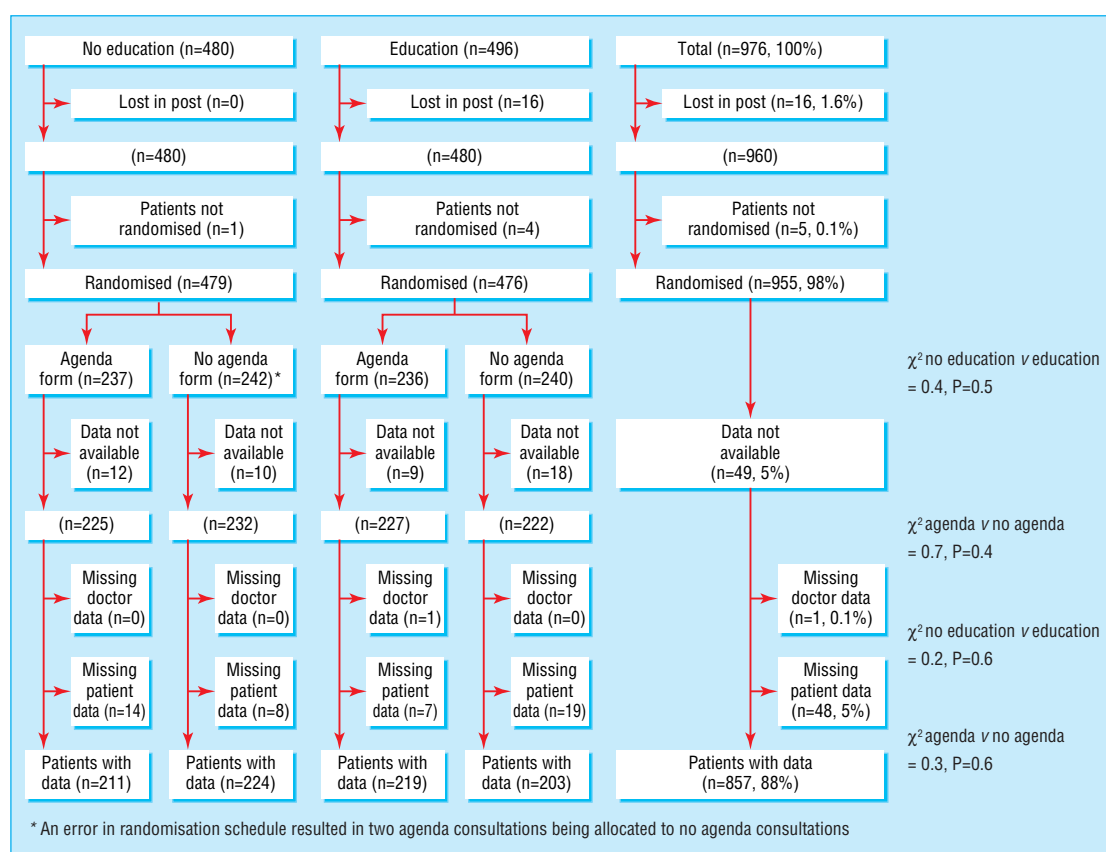 No education (n=480)
Lost in post (n=0)
(n=480)
Patients not
randomised (n=1)
Randomised (n=479)
Agenda
form (n=237)
No agenda
form (n=242)*
Data not
available
(n=12)
Data not
available
(n=10)
(n=225)
(n=232)
Missing
doctor
data (n=0)
Missing
doctor
data (n=0)
Missing
patient
data (n=14)
Missing
patient
data (n=8)
Patients with
data (n=211)
Patients with
data (n=224)
Education (n=496)
Lost in post (n=16)
(n=480)
Patients not
randomised (n=4)
Randomised (n=476)
Agenda
form (n=236)
No agenda
form (n=240)
Data not
available
(n=9)
Data not
available
(n=18)
(n=227)
(n=222)
Missing
doctor
data (n=1)
Missing
doctor
data (n=0)
Missing
patient
data (n=7)
Missing
patient
data (n=19)
Patients with
data (n=219)
Patients with
data (n=203)
Total (n=976, 100%)
Lost in post (n=16, 1.6%)
(n=960)
Patients not
randomised (n=5, 0.1%)
Randomised (n=955, 98%)
Data not
available
(n=49, 5%)
Missing
doctor data
(n=1, 0.1%)
Missing
patient data
(n=48, 5%)
Patients with data
(n=857, 88%)
χ² no education v education
= 0.4, P=0.5
χ² agenda v no agenda
= 0.7, P=0.4
χ² no education v education
= 0.2, P=0.6
χ² agenda v no agenda
= 0.3, P=0.6
* An error in randomisation schedule resulted in two agenda consultations being allocated to no agenda consultations